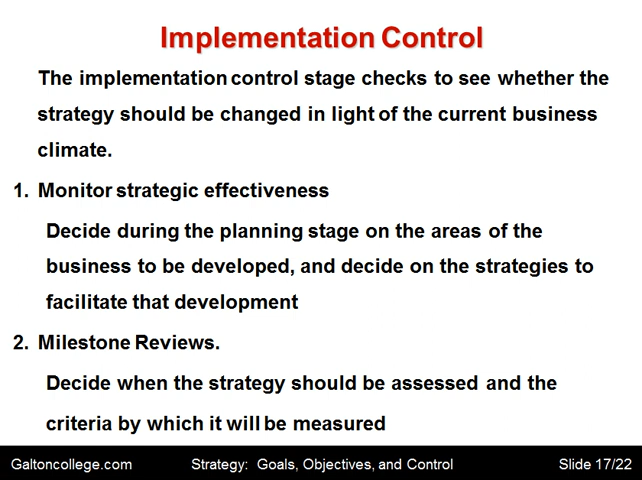 Implementation Control
The implementation control stage checks to see whether the
strategy should be changed in light of the current business
climate.
1. Monitor strategic effectiveness
Decide during the planning stage on the areas of the
business to be developed, and decide on the strategies to
facilitate that development
2. Milestone Reviews.
Decide when the strategy should be assessed and the
criteria by which it will be measured
Galtoncollege.com Strategy: Goals, Objectives, and Control Slide 17/22